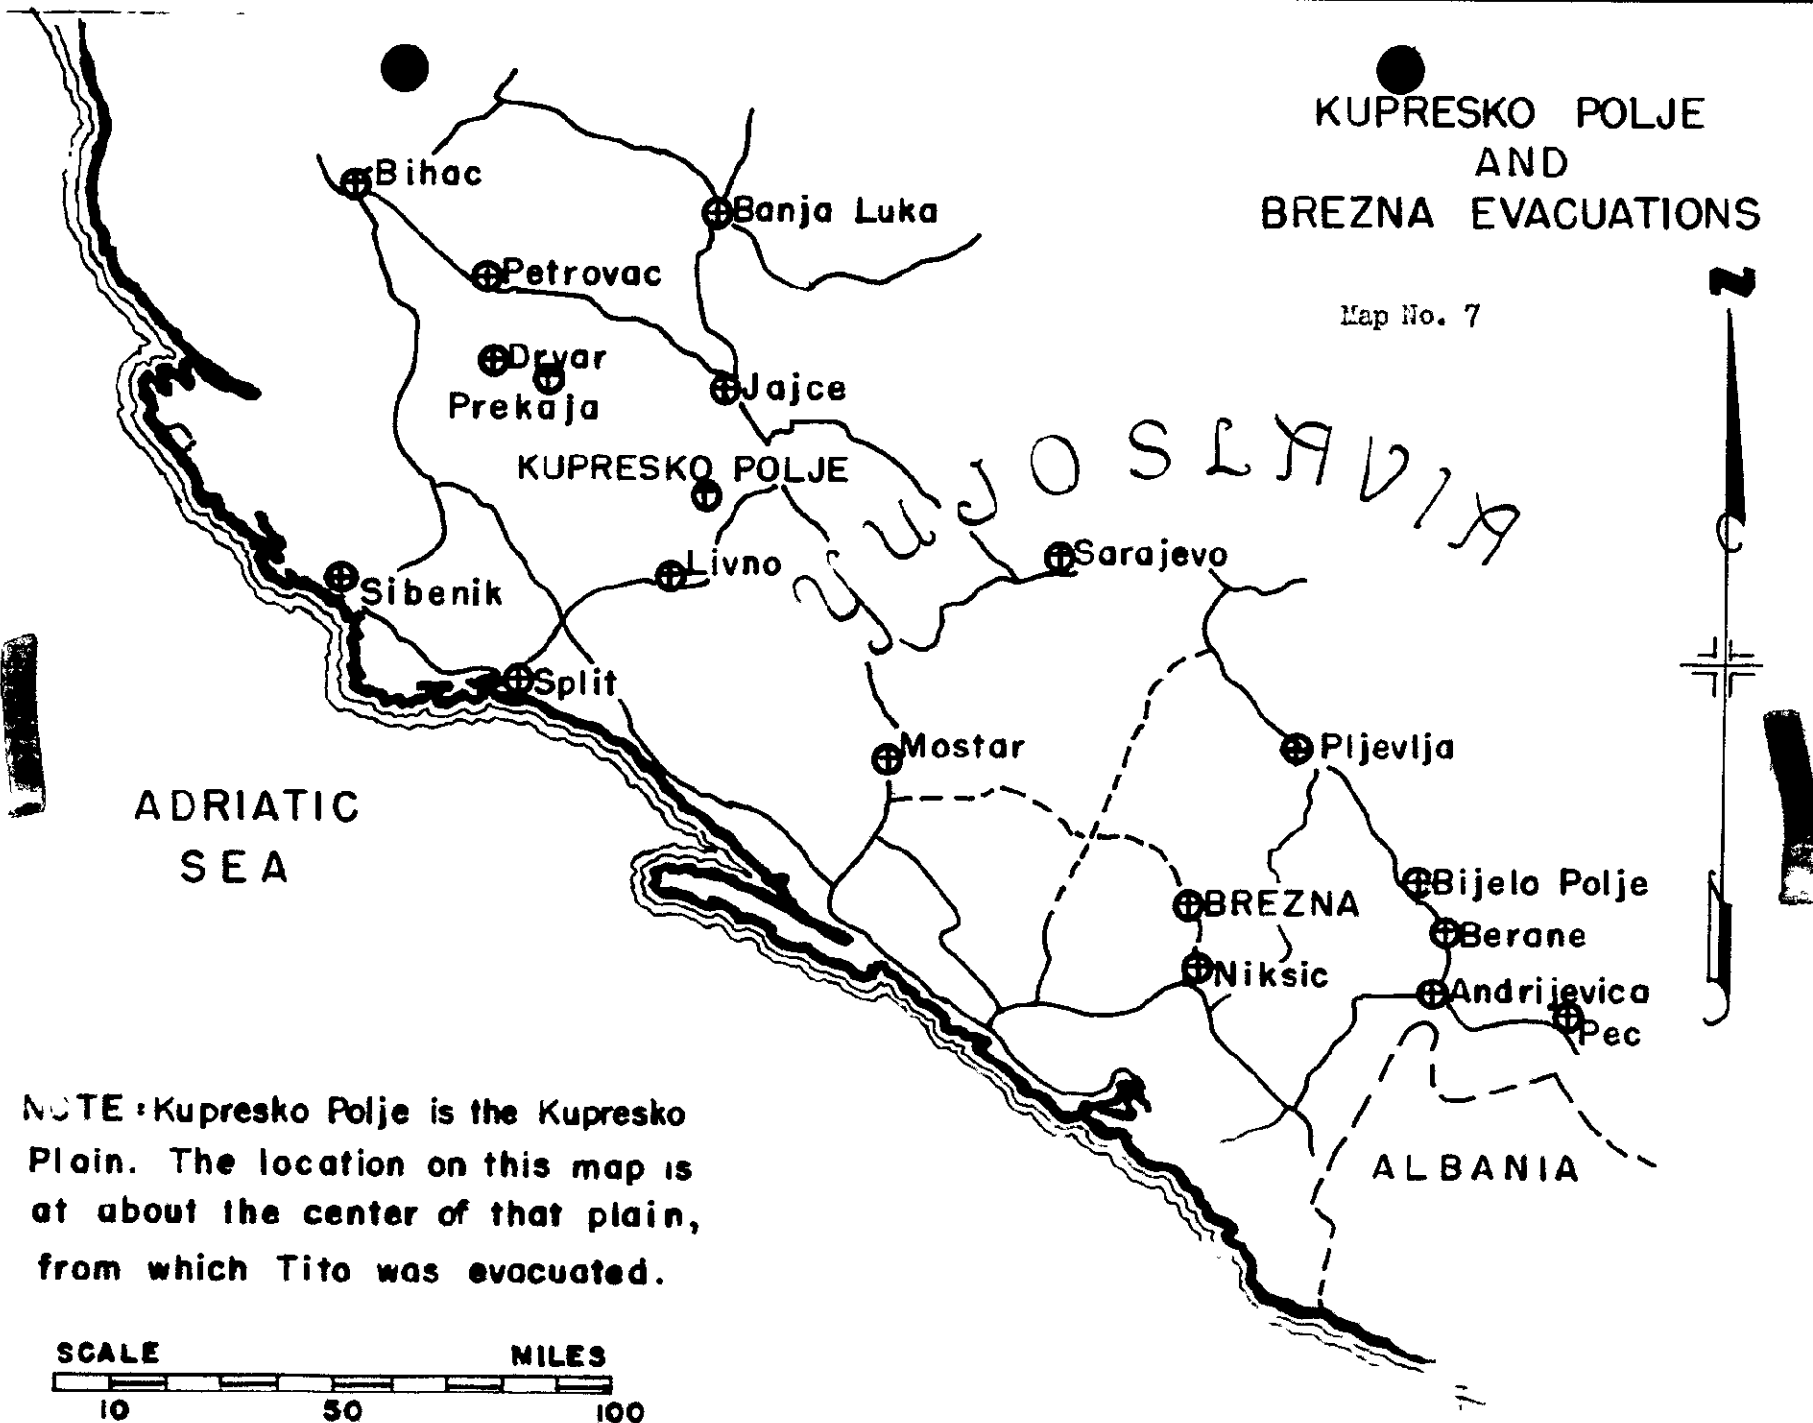 KUPRESKO POLJE
AND
BREZNA EVACUATIONS
Map No. 7
N
Bihac
Banja Luka
Petrovac
Drvar
Prekaja
Jajce
KUPRESKO POLJE
JUJOSLAVIA
Livno
Sarajevo
Sibenik
Split
Mostar
Pljevlja
ADRIATIC
SEA
BREZNA
Bijelo Polje
Berane
Niksic
Andrijevica
Pec
ALBANIA
NOTE: Kupresko Polje is the Kupresko
Plain. The location on this map is
at about the center of that plain,
from which Tito was evacuated.
SCALE MILES
10 50 100